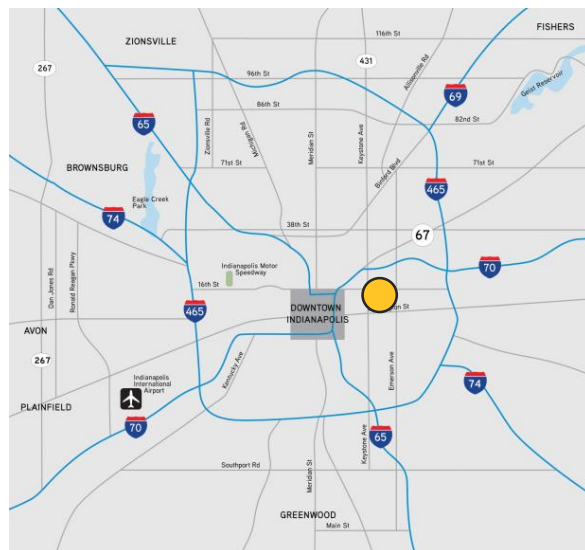 FISHERS
116th St
ZIONSVILLE
431
Allisonville Rd
267
96th St
69
Geist Reservoir
86th St
82nd St
65
Zionsville Rd
Michigan Rd
Meridian St
Keystone Ave
Binford Blvd
71st St
71st St
BROWNSBURG
465
Eagle Creek
Park
74
38th St
67
70
Dan Jones Rd
Ronald Reagan Pkwy
Indianapolis Motor
Speedway
16th St
DOWNTOWN
INDIANAPOLIS
465
on St
AVON
267
Kentucky Ave
Emerson Ave
Indianapolis
International
Airport
74
PLAINFIELD
70
65
Keystone Ave
Southport Rd
Meridian St
GREENWOOD
Main St